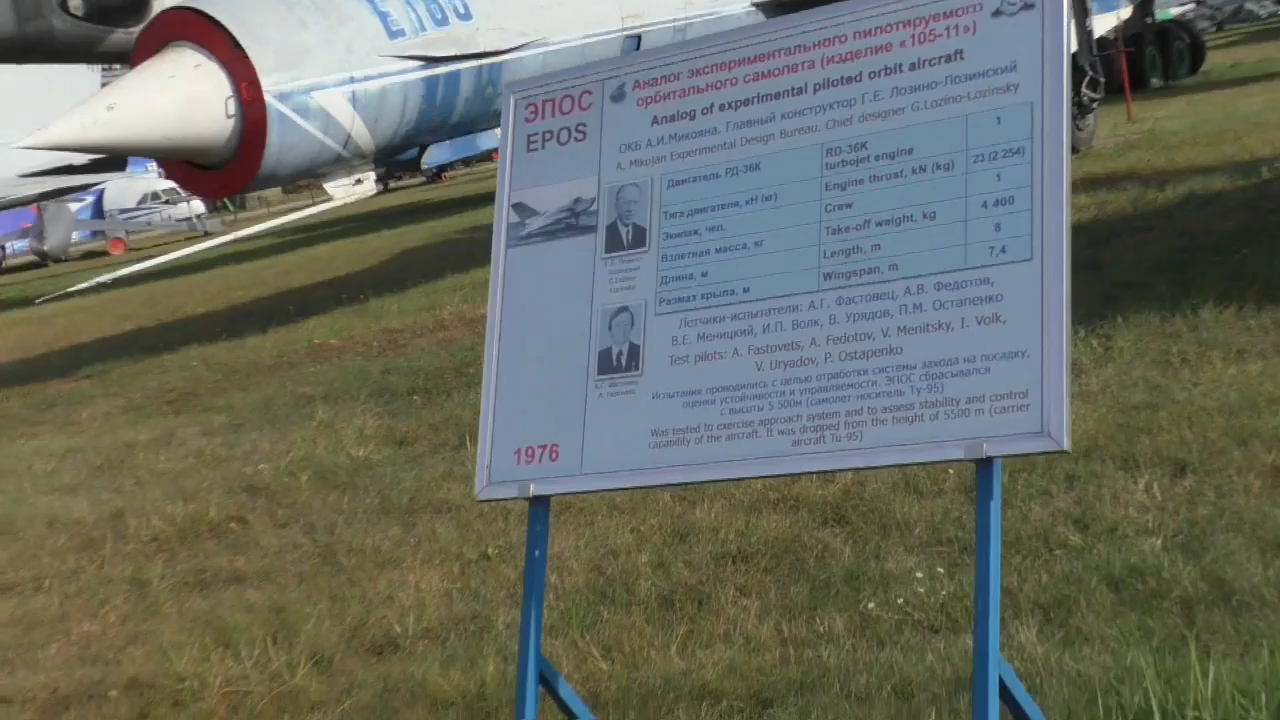 Е166
ЭПОС
EPOS
1976
Аналог экспериментального пилотируемого
орбитального самолета (изделие «105-11»)
Analog of experimental piloted orbit aircraft
ОКБ А.И.Микояна. Главный конструктор Г.Е. Лозино-Лозинский
A. Mikojan Experimental Design Bureau. Chief designer G.Lozino-Lozinsky
Двигатель РД-36К RD-36K turbojet engine 1
Тяга двигателя, кН (кг) Engine thrust, kN (kg) 23 (2 254)
Экипаж, чел. Crew 1
Взлетная масса, кг Take-off weight, kg 4 400
Длина, м Length, m 8
Размах крыла, м Wingspan, m 7,4
Летчики-испытатели: А.Г. Фастовец, А.В. Федотов,
В.Е. Меницкий, И.П. Волк, В. Урядов, П.М. Остапенко
Test pilots: A. Fastovets, A. Fedotov, V. Menitsky, I. Volk,
V. Uryadov, P. Ostapenko
Испытания проводились с целью отработки системы захода на посадку,
оценки устойчивости и управляемости. ЭПОС сбрасывался
с высоты 5 500м (самолет-носитель Ту-95)
Was tested to exercise approach system and to assess stability and control
capability of the aircraft. It was dropped from the height of 5500 m (carrier
aircraft Tu-95)